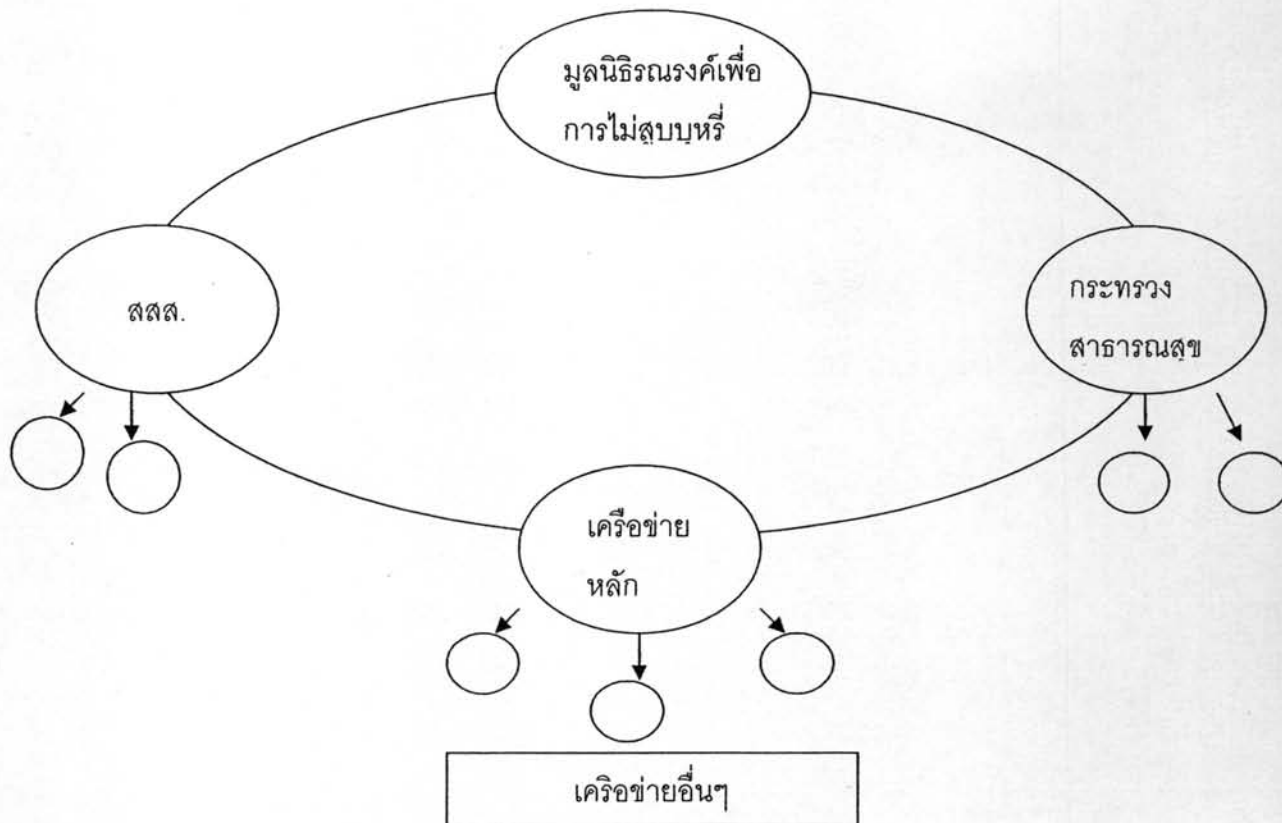 มูลนิธิรณรงค์เพื่อ
การไม่สูบบุหรี่
สสส.
กระทรวง
สาธารณสุข
เครือข่าย
หลัก
เครือข่ายอื่นๆ